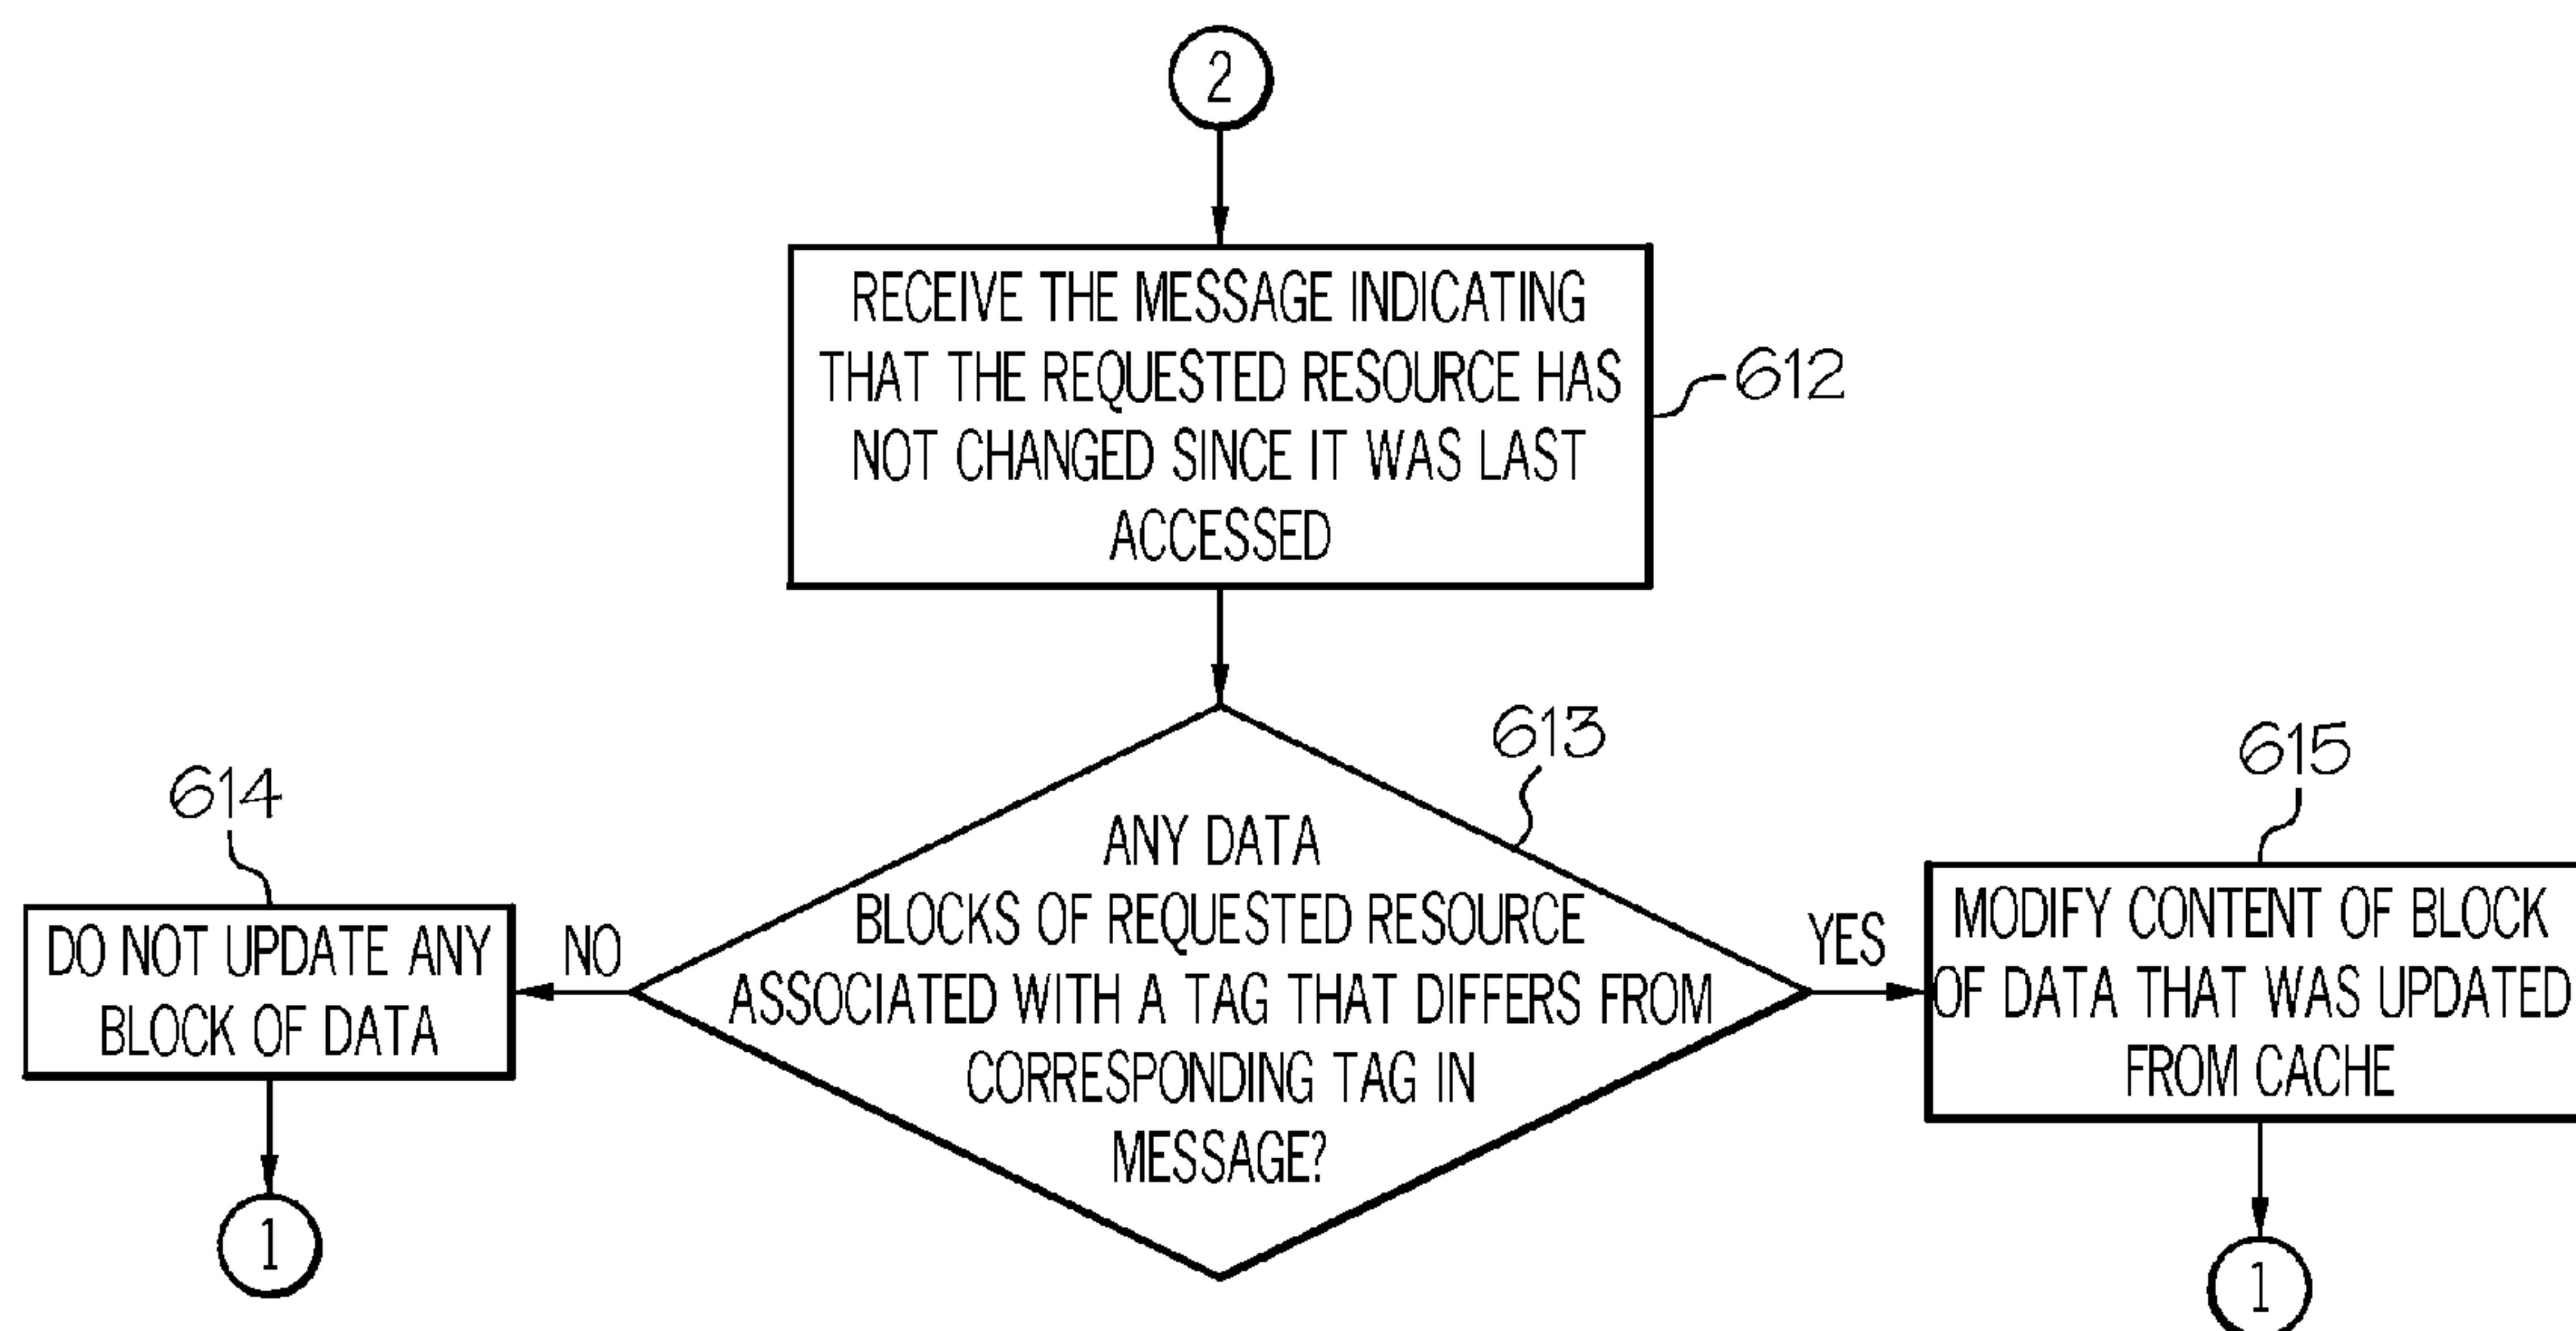 2
RECEIVE THE MESSAGE INDICATING
THAT THE REQUESTED RESOURCE HAS
NOT CHANGED SINCE IT WAS LAST
ACCESSED
612
613
ANY DATA
BLOCKS OF REQUESTED RESOURCE
ASSOCIATED WITH A TAG THAT DIFFERS FROM
CORRESPONDING TAG IN
MESSAGE?
614
NO
DO NOT UPDATE ANY
BLOCK OF DATA
1
615
YES
MODIFY CONTENT OF BLOCK
OF DATA THAT WAS UPDATED
FROM CACHE
1